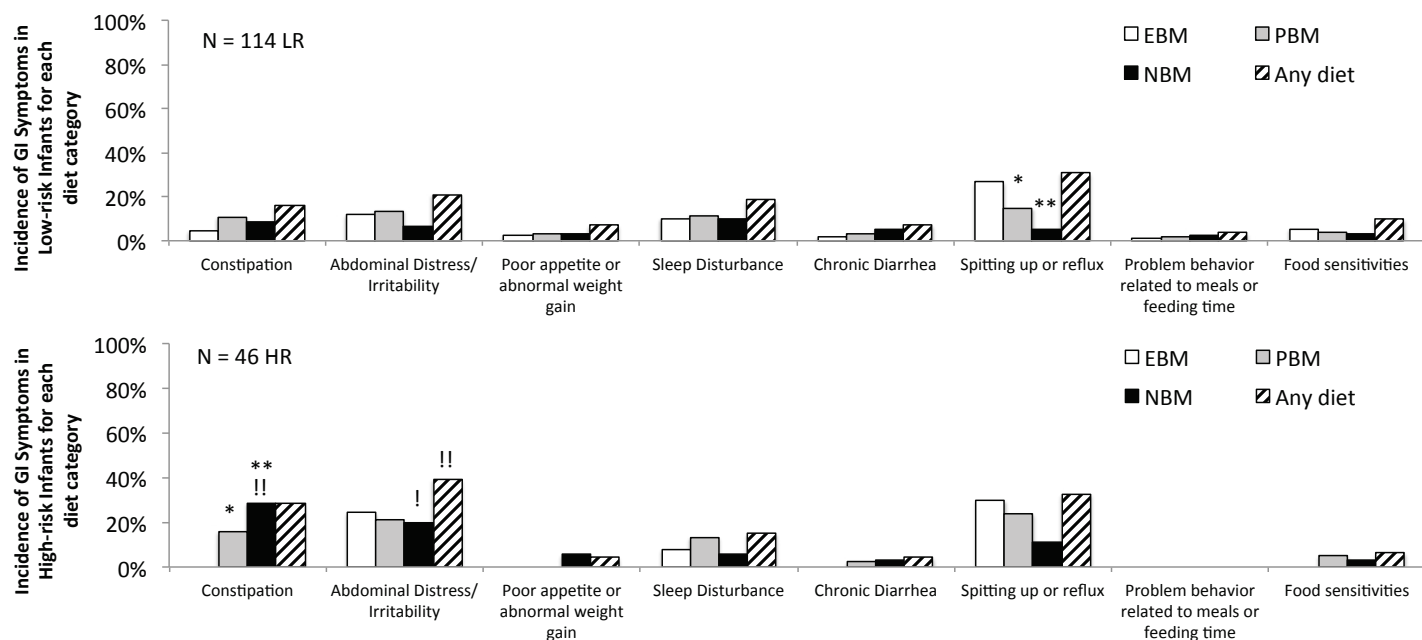 Incidence of GI Symptoms in
Low-risk Infants for each
diet category
100%
80%
60%
40%
20%
0%
N = 114 LR
EBM
PBM
NBM
Any diet
*
**
Constipation
Abdominal Distress/
Irritability
Poor appetite or
abnormal weight
gain
Sleep Disturbance
Chronic Diarrhea
Spitting up or reflux
Problem behavior
related to meals or
feeding time
Food sensitivities
Incidence of GI Symptoms in
High-risk Infants for each
diet category
100%
80%
60%
40%
20%
0%
N = 46 HR
EBM
PBM
NBM
Any diet
*
**
!!
!
!!
Constipation
Abdominal Distress/
Irritability
Poor appetite or
abnormal weight
gain
Sleep Disturbance
Chronic Diarrhea
Spitting up or reflux
Problem behavior
related to meals or
feeding time
Food sensitivities